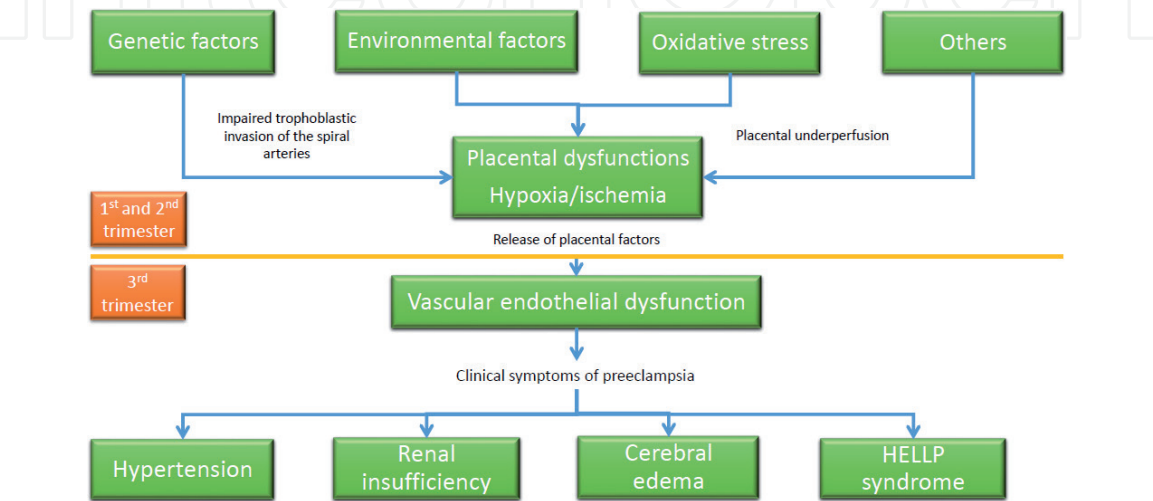 Genetic factors
Environmental factors
Oxidative stress
Others
Impaired trophoblastic
invasion of the spiral
arteries
Placental underperfusion
Placental dysfunctions
Hypoxia/ischemia
1st and 2nd
trimester
Release of placental factors
3rd
trimester
Vascular endothelial dysfunction
Clinical symptoms of preeclampsia
Hypertension
Renal
insufficiency
Cerebral
edema
HELLP
syndrome